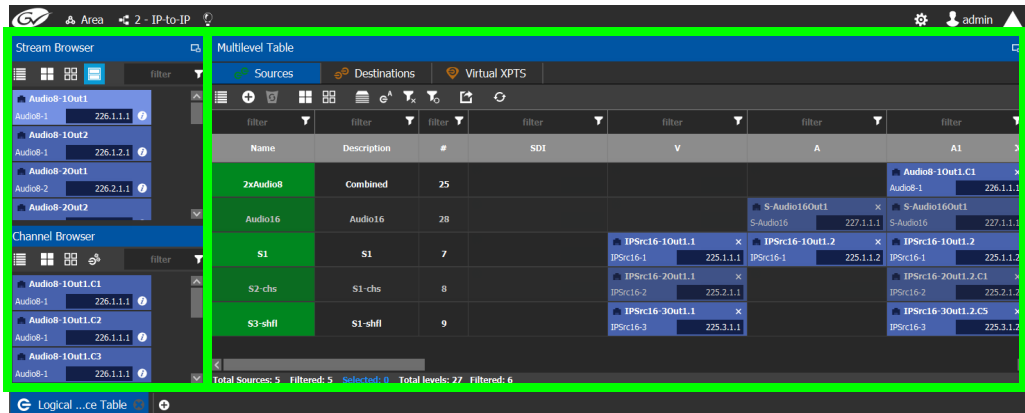 GV Area 2 - IP-to-IP admin
Stream Browser
filter
Audio8-1Out1
Audio8-1 226.1.1.1
Audio8-1Out2
Audio8-1 226.1.2.1
Audio8-2Out1
Audio8-2 226.2.1.1
Audio8-2Out2
Channel Browser
filter
Audio8-1Out1.C1
Audio8-1 226.1.1.1
Audio8-1Out1.C2
Audio8-1 226.1.1.1
Audio8-1Out1.C3
Audio8-1 226.1.1.1
Multilevel Table
Sources Destinations Virtual XPTS
filter filter filter filter filter filter filter
Name Description # SDI V A A1
2xAudio8 Combined 25
Audio8-1Out1.C1 x
Audio8-1 226.1.1.1
Audio16 Audio16 28
S-Audio16Out1 x S-Audio16Out1 x
S-Audio16 227.1.1.1 S-Audio16 227.1.1.1
S1 S1 7
IPSrc16-1Out1.1 x IPSrc16-1Out1.2 x IPSrc16-1Out1.2 x
IPSrc16-1 225.1.1.1 IPSrc16-1 225.1.1.2 IPSrc16-1 225.1.1.2
S2-chs S1-chs 8
IPSrc16-2Out1.1 x IPSrc16-2Out1.2.C1 x
IPSrc16-2 225.2.1.1 IPSrc16-2 225.2.1.2
S3-shfl S1-shfl 9
IPSrc16-3Out1.1 x IPSrc16-3Out1.2.C5 x
IPSrc16-3 225.3.1.1 IPSrc16-3 225.3.1.2
Total Sources: 5 Filtered: 5 Selected: 0 Total levels: 27 Filtered: 6
Logical ...ce Table